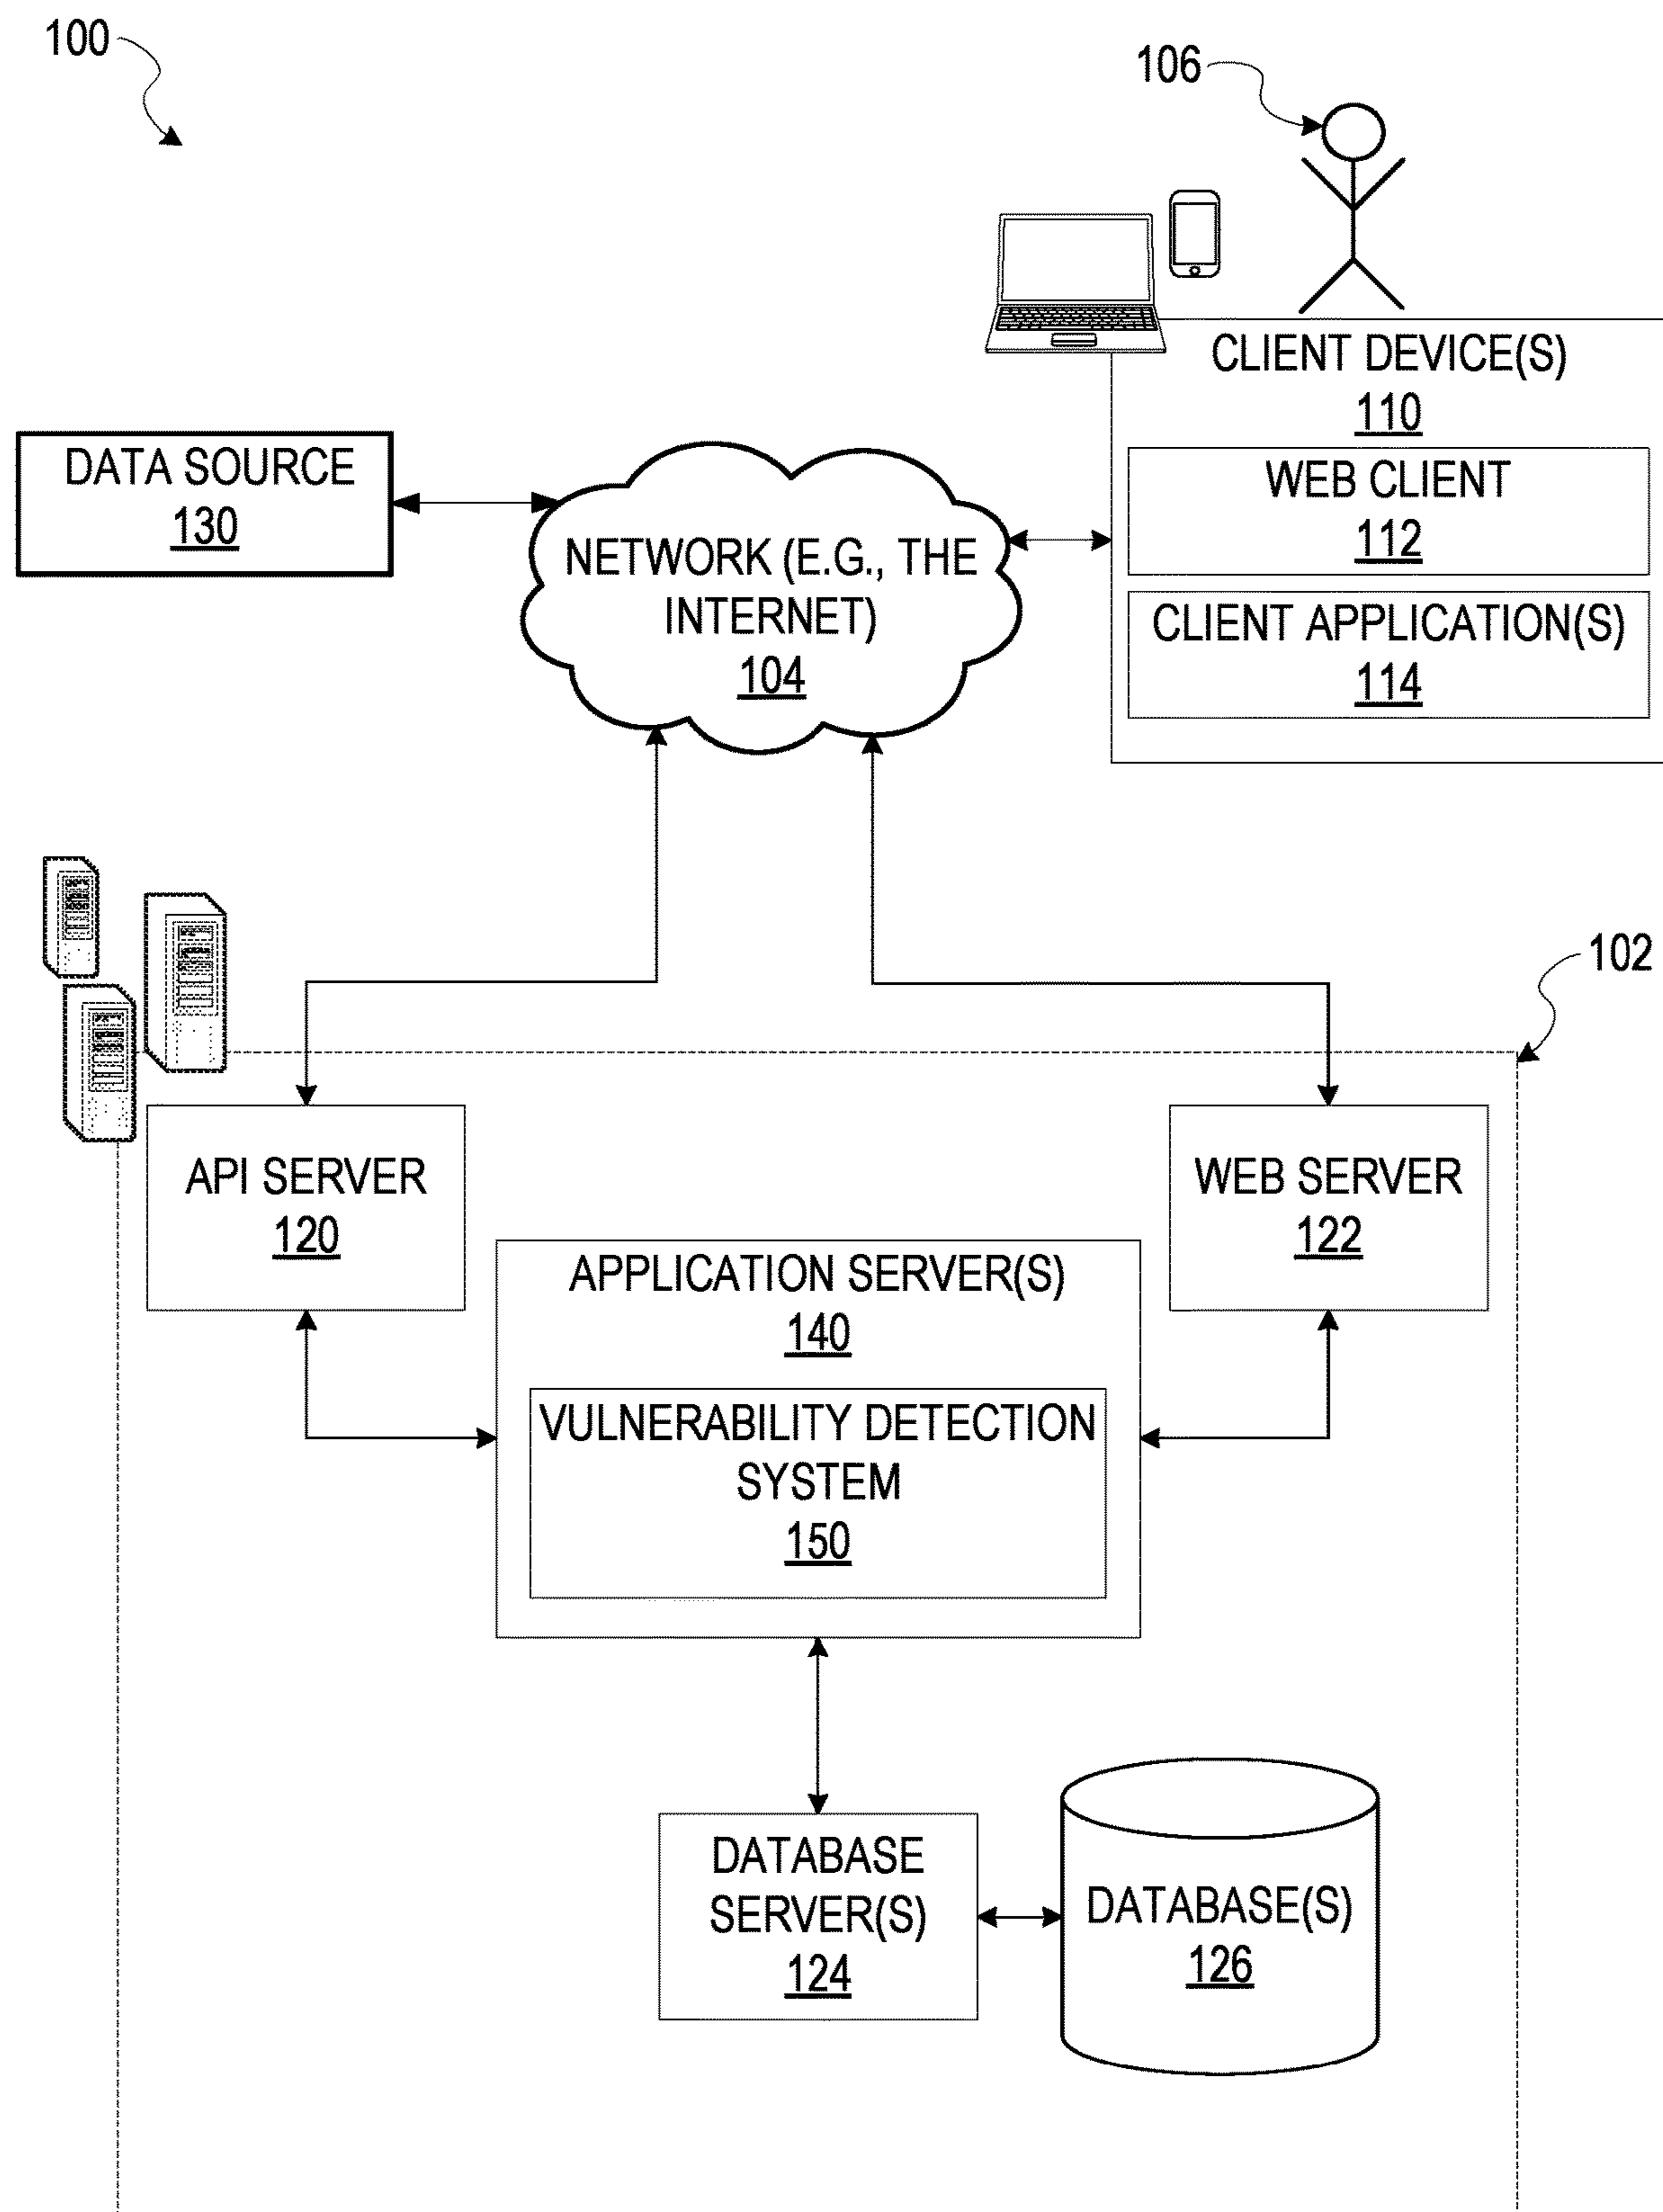 100
106
CLIENT DEVICE(S)
110
WEB CLIENT
112
CLIENT APPLICATION(S)
114
DATA SOURCE
130
NETWORK (E.G., THE
INTERNET)
104
102
API SERVER
120
WEB SERVER
122
APPLICATION SERVER(S)
140
VULNERABILITY DETECTION
SYSTEM
150
DATABASE
SERVER(S)
124
DATABASE(S)
126